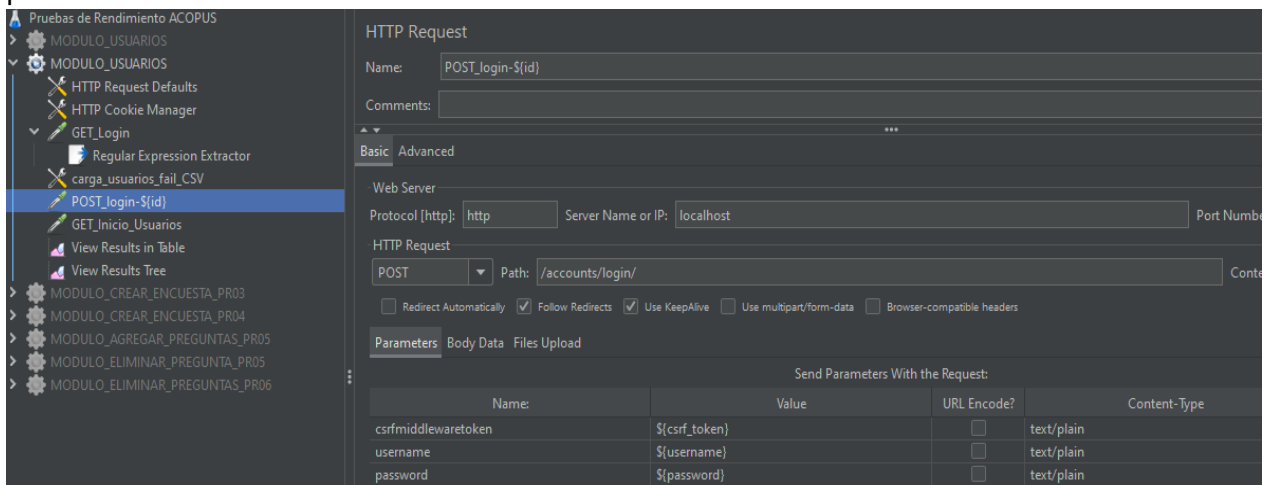 Pruebas de Rendimiento ACOPUS
MODULO_USUARIOS
MODULO_USUARIOS
HTTP Request Defaults
HTTP Cookie Manager
GET_Login
Regular Expression Extractor
carga_usuarios_fail_CSV
POST_login-${id}
GET_Inicio_Usuarios
View Results in Table
View Results Tree
MODULO_CREAR_ENCUESTA_PR03
MODULO_CREAR_ENCUESTA_PR04
MODULO_AGREGAR_PREGUNTAS_PR05
MODULO_ELIMINAR_PREGUNTA_PR05
MODULO_ELIMINAR_PREGUNTAS_PR06
HTTP Request
Name: POST_login-${id}
Comments:
Basic Advanced
Web Server
Protocol [http]: http Server Name or IP: localhost Port Numbe
HTTP Request
POST Path: /accounts/login/ Conte
Redirect Automatically Follow Redirects Use KeepAlive Use multipart/form-data Browser-compatible headers
Parameters Body Data Files Upload
Send Parameters With the Request:
Name: Value URL Encode? Content-Type
csrfmiddlewaretoken ${csrf_token} text/plain
username ${username} text/plain
password ${password} text/plain